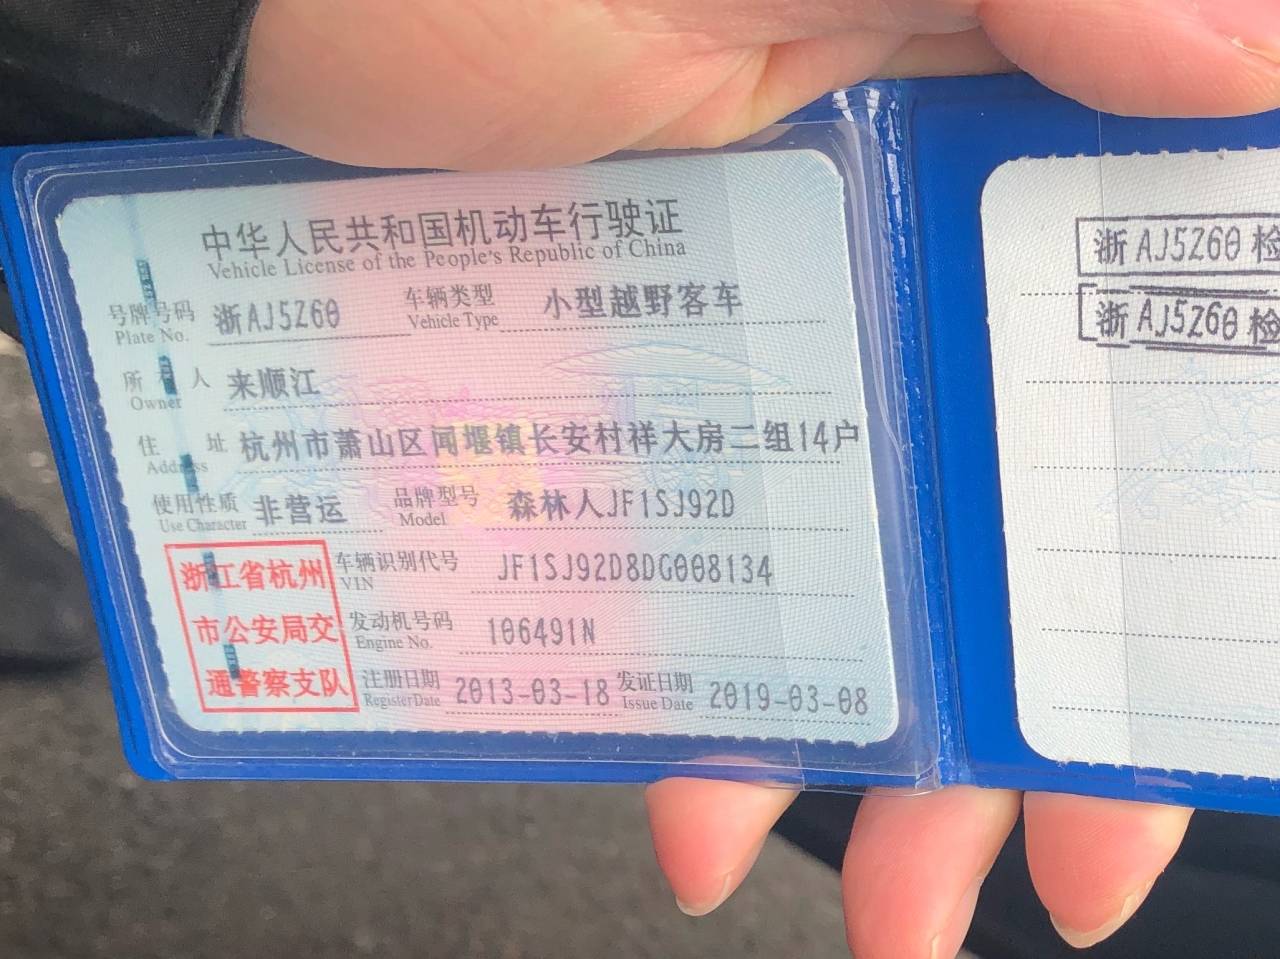 中华人民共和国机动车行驶证
Vehicle License of the People's Republic of China
号牌号码 浙AJ5Z60 车辆类型 小型越野客车
Plate No. Vehicle Type
所 人 来顺江
Owner
住 址 杭州市萧山区闻堰镇长安村祥大房二组14户
Address
使用性质 非营运 品牌型号 森林人JF1SJ92D
Use Character Model
浙江省杭州
市公安局交
通警察支队
车辆识别代号 JF1SJ92D8DG008134
VIN
发动机号码 106491N
Engine No.
注册日期 2013-03-18 发证日期 2019-03-08
Register Date Issue Date
浙AJ5Z60 检
浙AJ5Z60 检